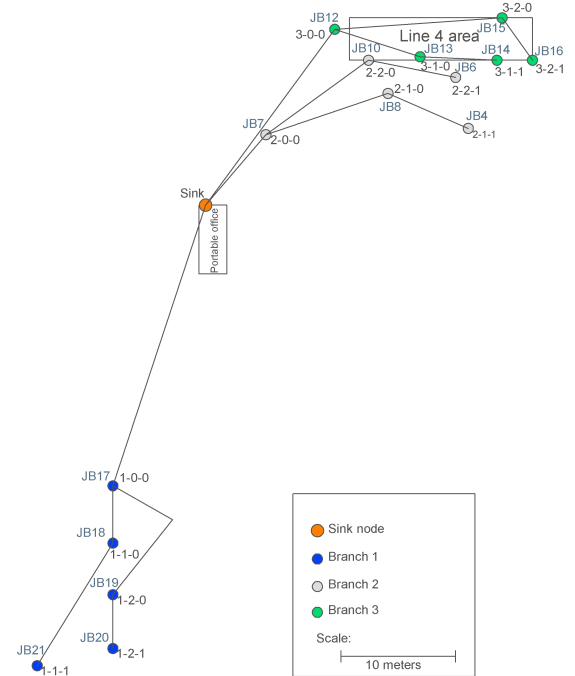 3-2-0
JB12
JB15
3-0-0
Line 4 area
JB10
JB13
JB14
JB16
3-1-0
3-1-1
3-2-1
2-2-0
JB6
2-2-1
2-1-0
JB8
JB4
2-1-1
JB7
2-0-0
Sink
Portable office
JB17
1-0-0
JB18
1-1-0
JB19
1-2-0
JB20
1-2-1
JB21
1-1-1
Sink node
Branch 1
Branch 2
Branch 3
Scale:
10 meters